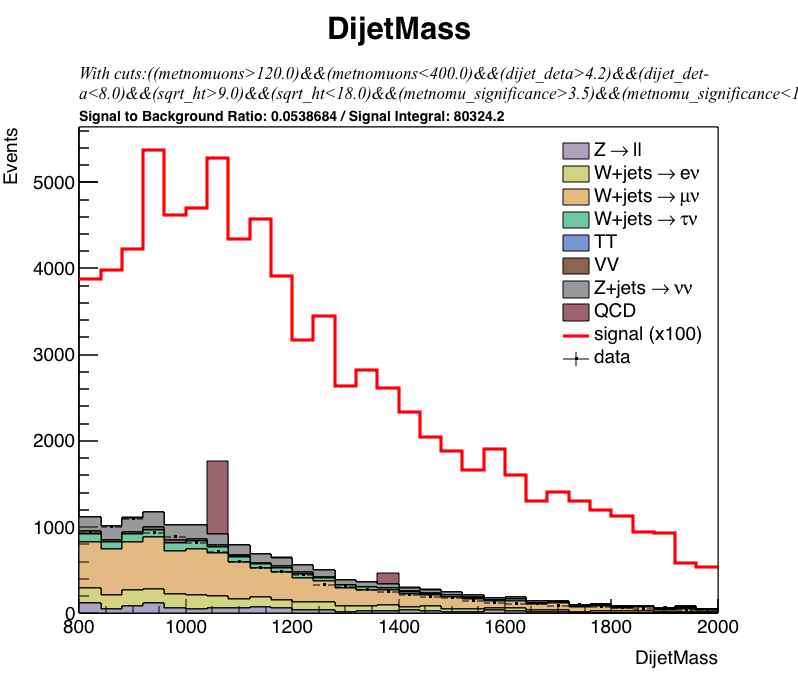 DijetMass
With cuts:((metnomuons>120.0)&&(metnomuons<400.0)&&(dijet_deta>4.2)&&(dijet_det-
a<8.0)&&(sqrt_ht>9.0)&&(sqrt_ht<18.0)&&(metnomu_significance>3.5)&&(metnomu_significance<1
Signal to Background Ratio: 0.0538684 / Signal Integral: 80324.2
Events
Z → ll
W+jets → eν
W+jets → μν
W+jets → τν
TT
VV
Z+jets → νν
QCD
signal (x100)
data
5000
4000
3000
2000
1000
0
800 1000 1200 1400 1600 1800 2000
DijetMass